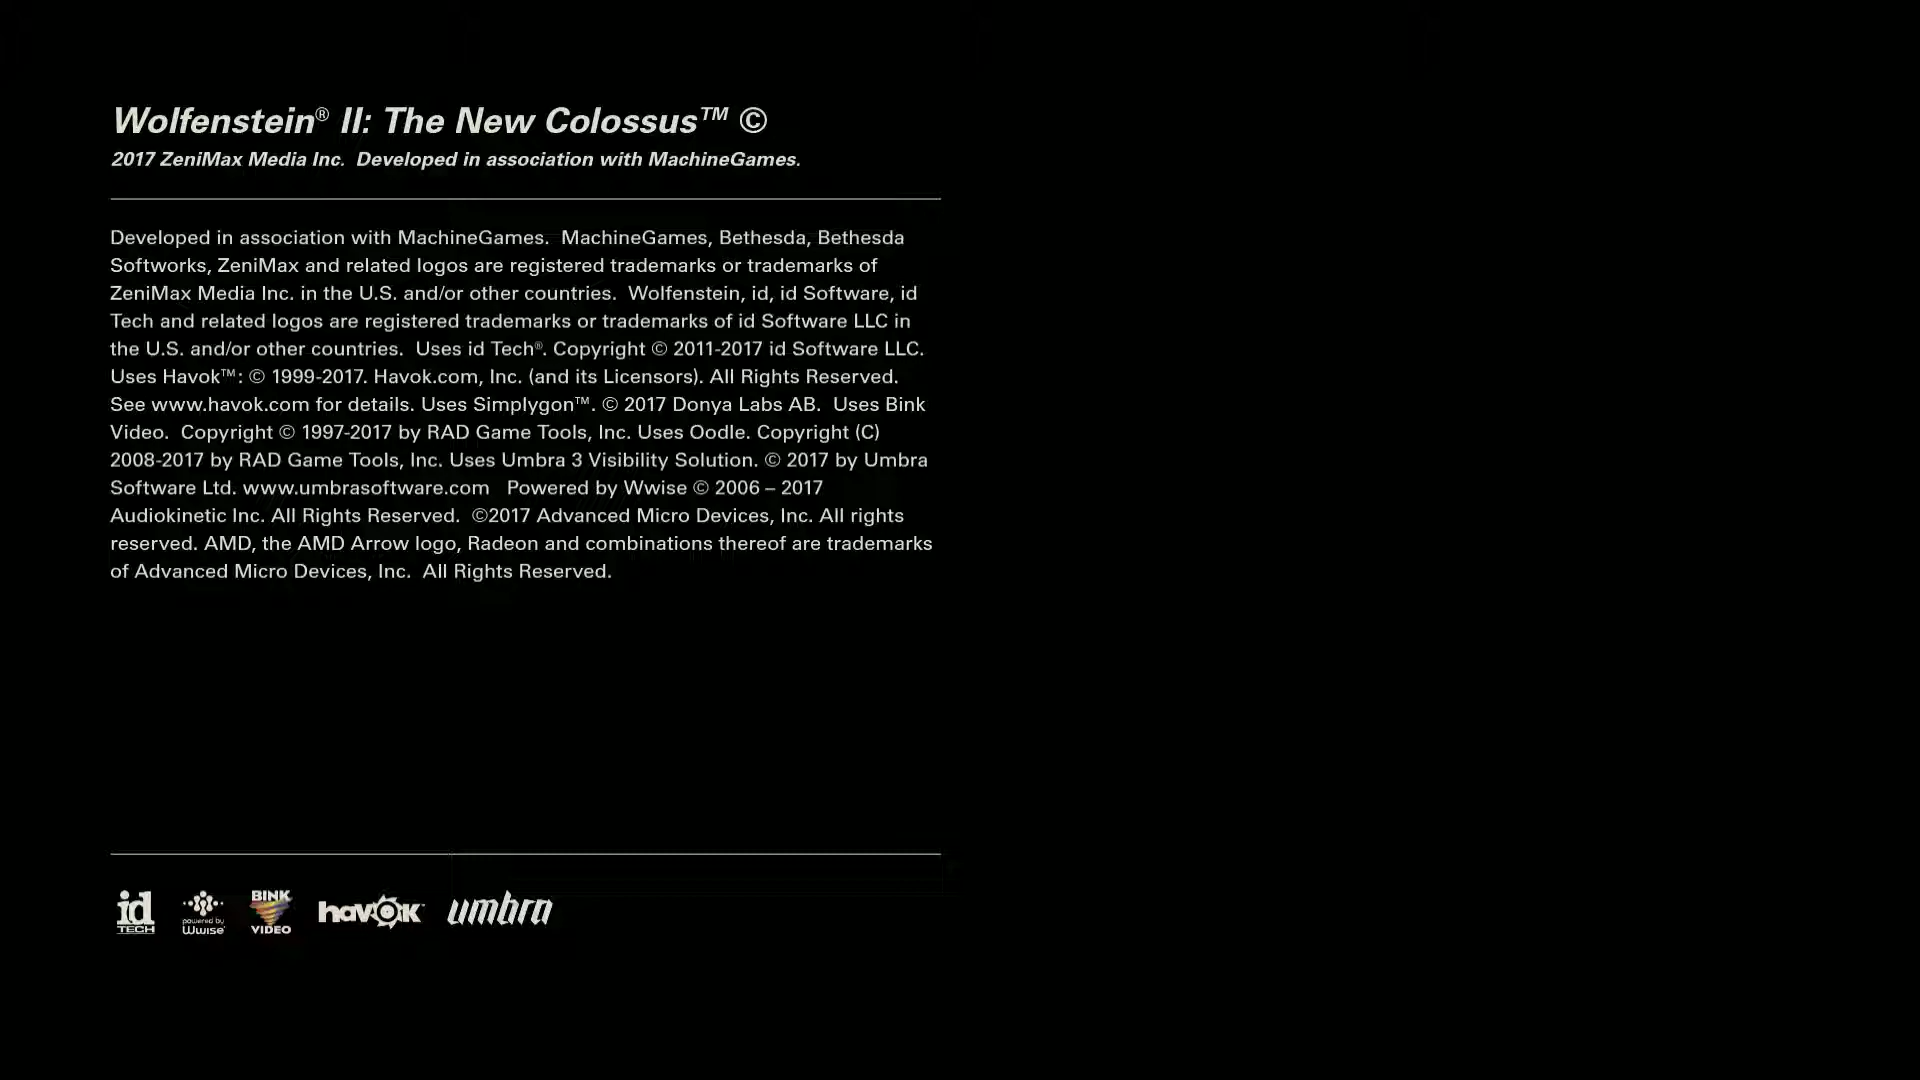 Wolfenstein® II: The New Colossus™ ©
2017 ZeniMax Media Inc.  Developed in association with MachineGames.
Developed in association with MachineGames.  MachineGames, Bethesda, Bethesda
Softworks, ZeniMax and related logos are registered trademarks or trademarks of
ZeniMax Media Inc. in the U.S. and/or other countries.  Wolfenstein, id, id Software, id
Tech and related logos are registered trademarks or trademarks of id Software LLC in
the U.S. and/or other countries.  Uses id Tech®. Copyright © 2011-2017 id Software LLC.
Uses Havok™: © 1999-2017. Havok.com, Inc. (and its Licensors). All Rights Reserved.
See www.havok.com for details. Uses Simplygon™. © 2017 Donya Labs AB.  Uses Bink
Video.  Copyright © 1997-2017 by RAD Game Tools, Inc. Uses Oodle. Copyright (C)
2008-2017 by RAD Game Tools, Inc. Uses Umbra 3 Visibility Solution. © 2017 by Umbra
Software Ltd. www.umbrasoftware.com   Powered by Wwise © 2006 – 2017
Audiokinetic Inc. All Rights Reserved.  ©2017 Advanced Micro Devices, Inc. All rights
reserved. AMD, the AMD Arrow logo, Radeon and combinations thereof are trademarks
of Advanced Micro Devices, Inc.  All Rights Reserved.
id TECH
powered by Wwise
BINK VIDEO
havok™
umbra